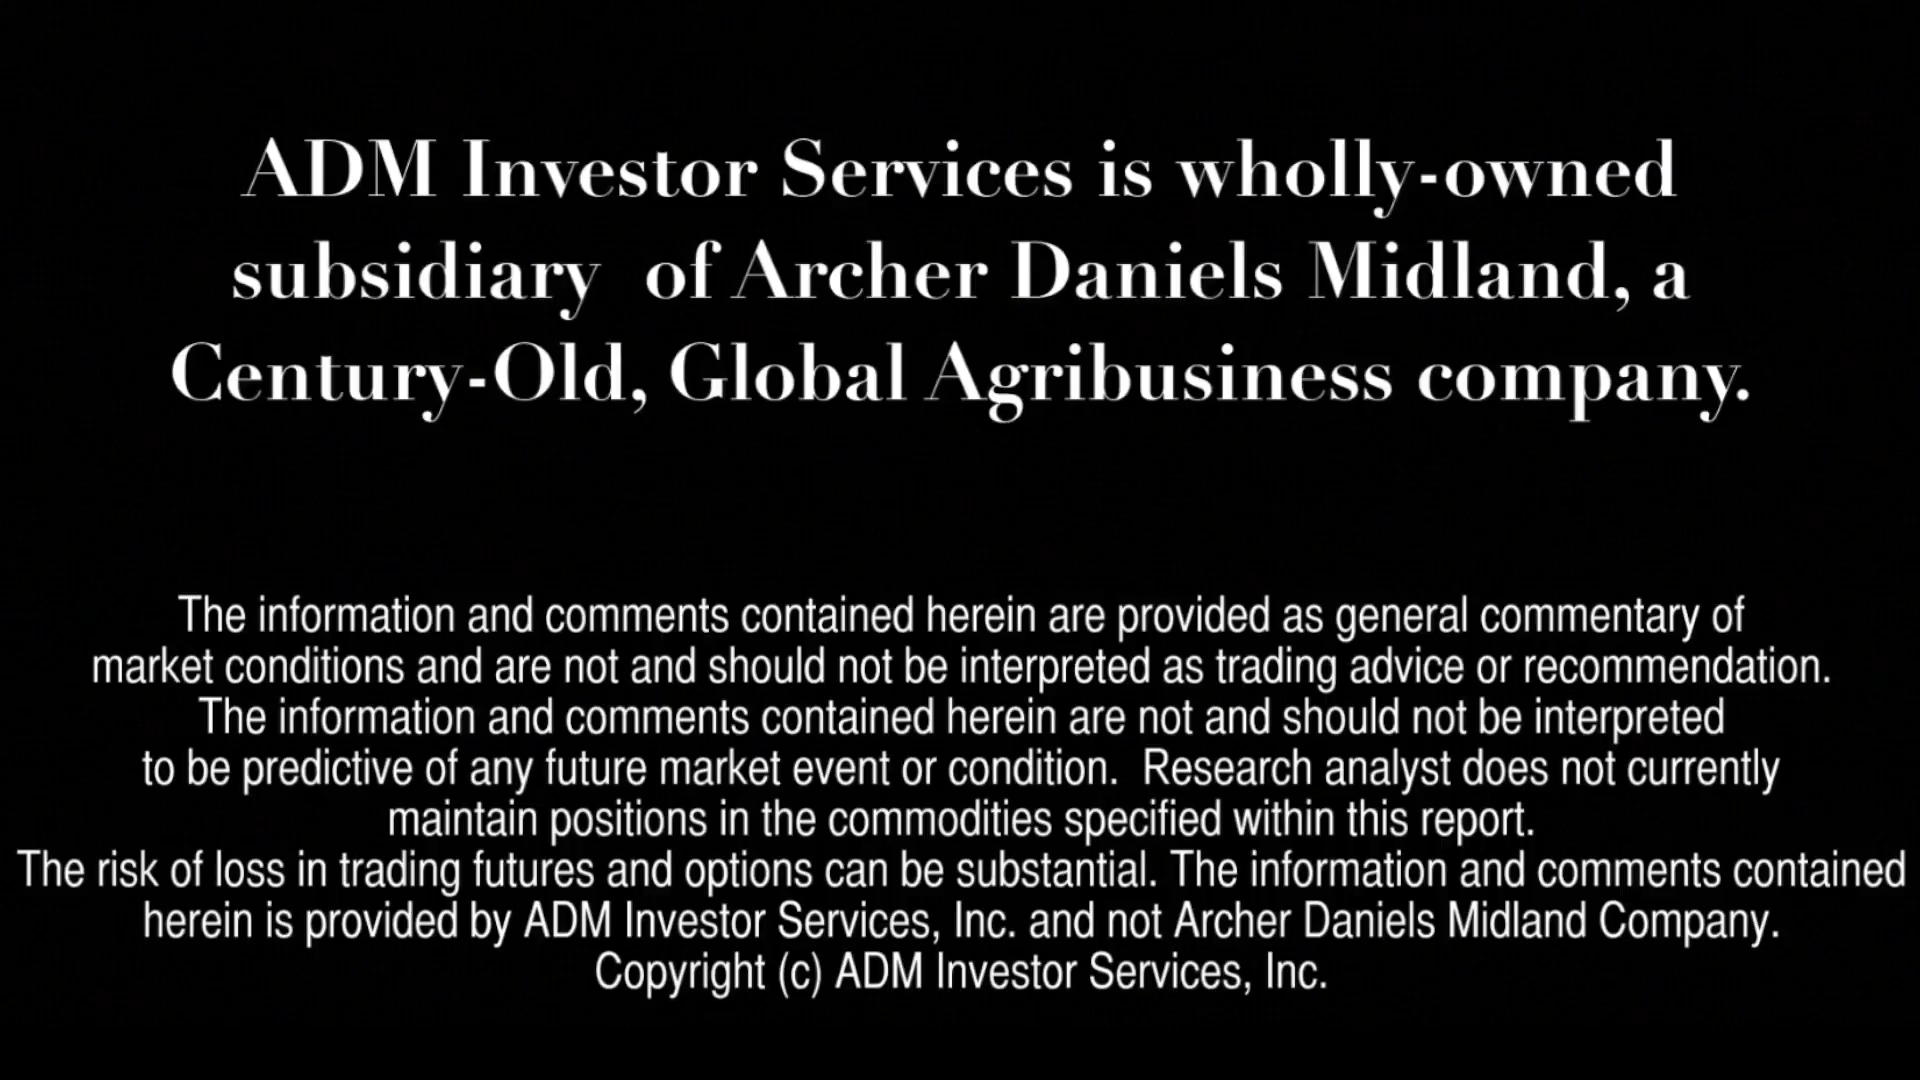 ADM Investor Services is wholly-owned
subsidiary  of Archer Daniels Midland, a
Century-Old, Global Agribusiness company.
The information and comments contained herein are provided as general commentary of
market conditions and are not and should not be interpreted as trading advice or recommendation.
The information and comments contained herein are not and should not be interpreted
to be predictive of any future market event or condition.  Research analyst does not currently
maintain positions in the commodities specified within this report.
The risk of loss in trading futures and options can be substantial. The information and comments contained
herein is provided by ADM Investor Services, Inc. and not Archer Daniels Midland Company.
Copyright (c) ADM Investor Services, Inc.